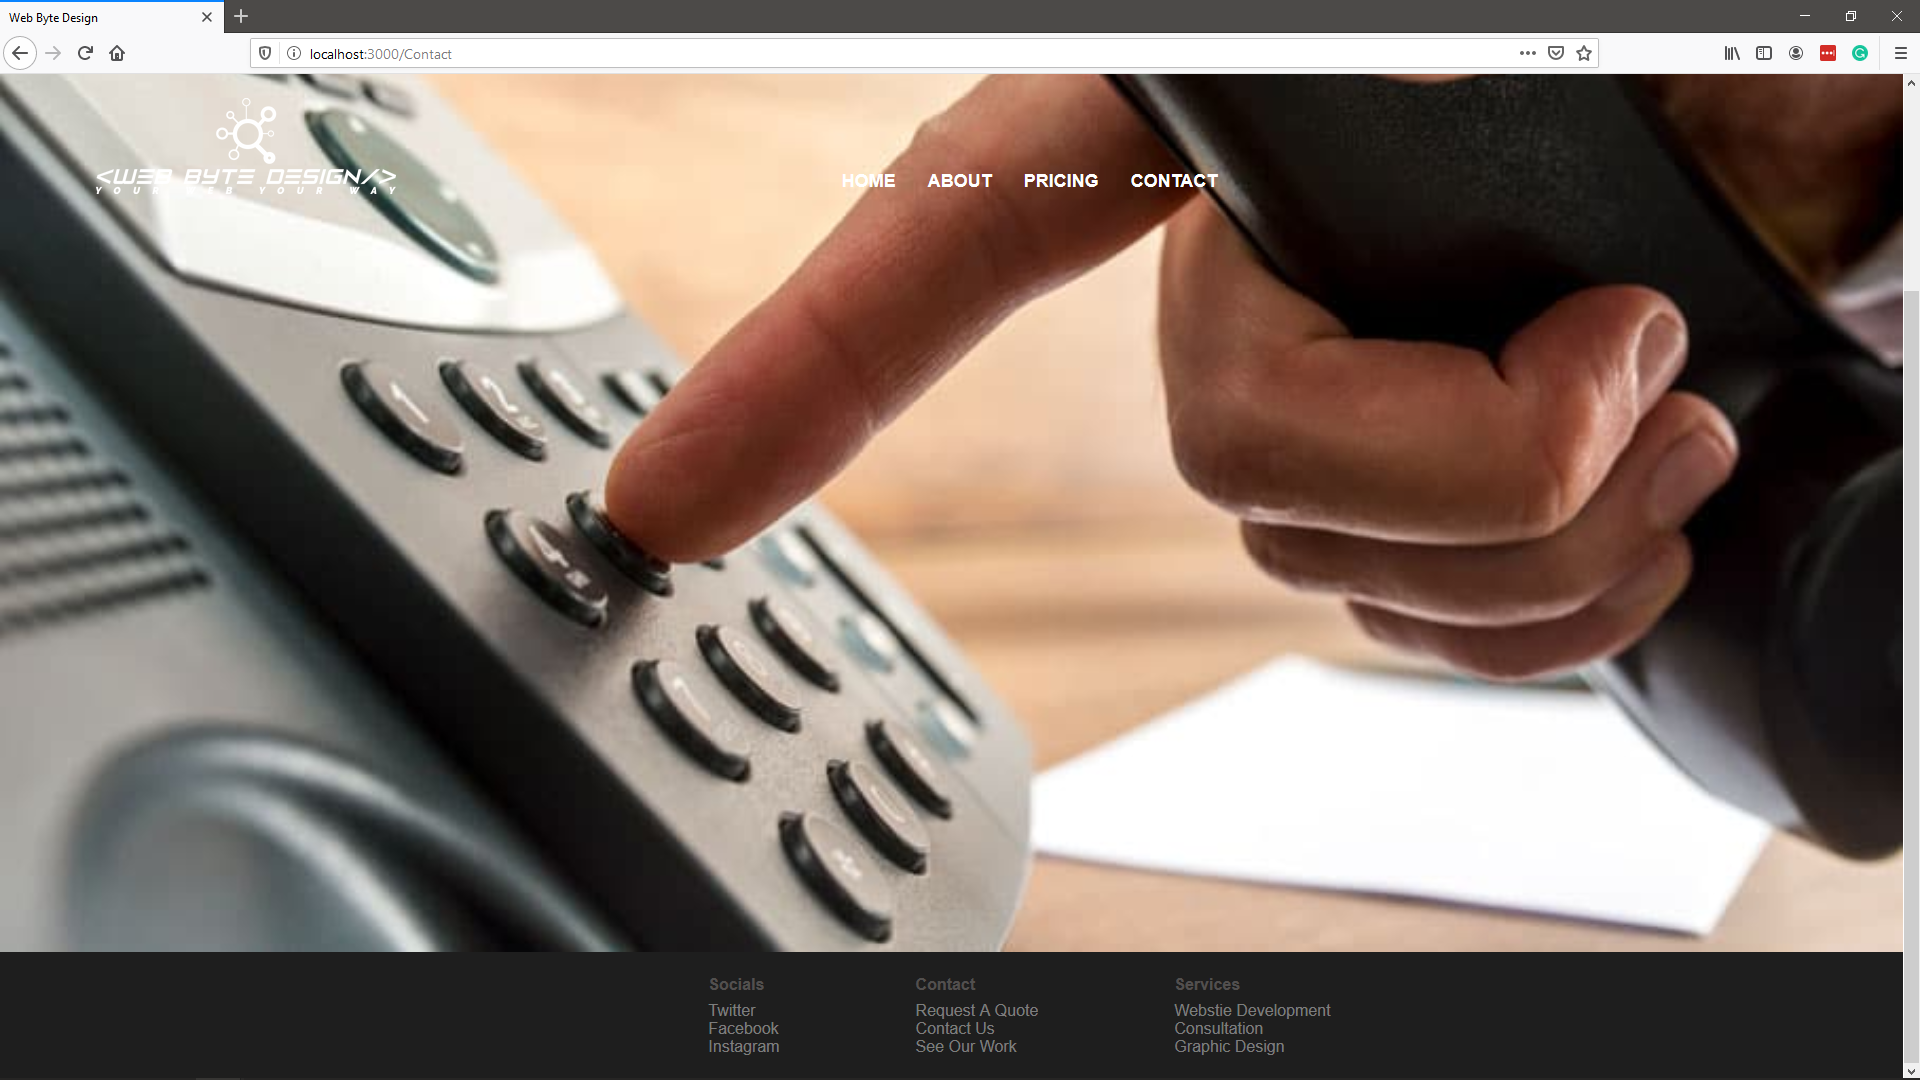 Web Byte Design
localhost:3000/Contact
<WEB BYTE DESIGN/>
YOUR WEB YOUR WAY
HOME ABOUT PRICING CONTACT
Socials
Twitter
Facebook
Instagram
Contact
Request A Quote
Contact Us
See Our Work
Services
Webstie Development
Consultation
Graphic Design